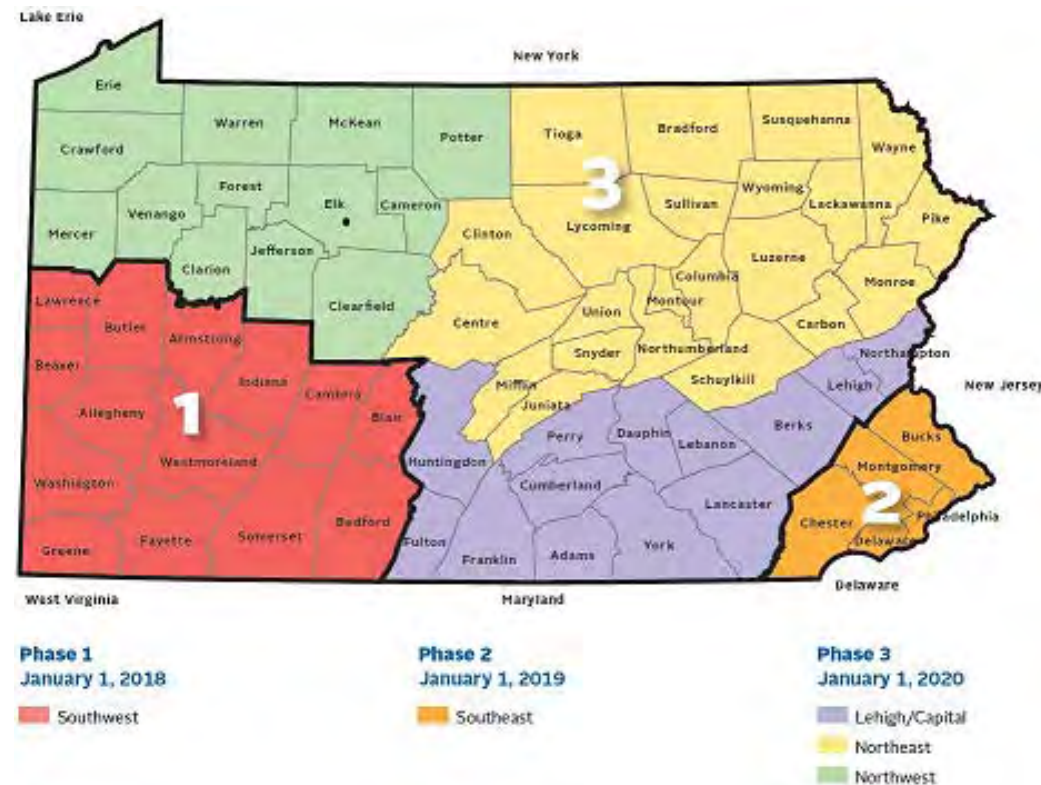 Lake Erie
New York
Erie
Warren
McKean
Potter
Tioga
Bradford
Susquehanna
Wayne
Crawford
Forest
Elk
Cameron
3
Sullivan
Wyoming
Lackawanna
Pike
Venango
Mercer
Clarion
Jefferson
Clinton
Lycoming
Luzerne
Columbia
Monroe
Clearfield
Centre
Union
Montour
Carbon
Lawrence
Butler
Armstrong
Snyder
Northumberland
Schuylkill
Northampton
Lehigh
New Jersey
Beaver
Indiana
Cambria
Blair
Mifflin
Juniata
Allegheny
1
Perry
Dauphin
Lebanon
Berks
Bucks
Westmoreland
Huntingdon
Cumberland
Montgomery
2
Washington
Lancaster
Philadelphia
Chester
Delaware
Greene
Fayette
Somerset
Bedford
Fulton
Franklin
Adams
York
Delaware
West Virginia
Maryland
Phase 1
January 1, 2018
Southwest
Phase 2
January 1, 2019
Southeast
Phase 3
January 1, 2020
Lehigh/Capital
Northeast
Northwest